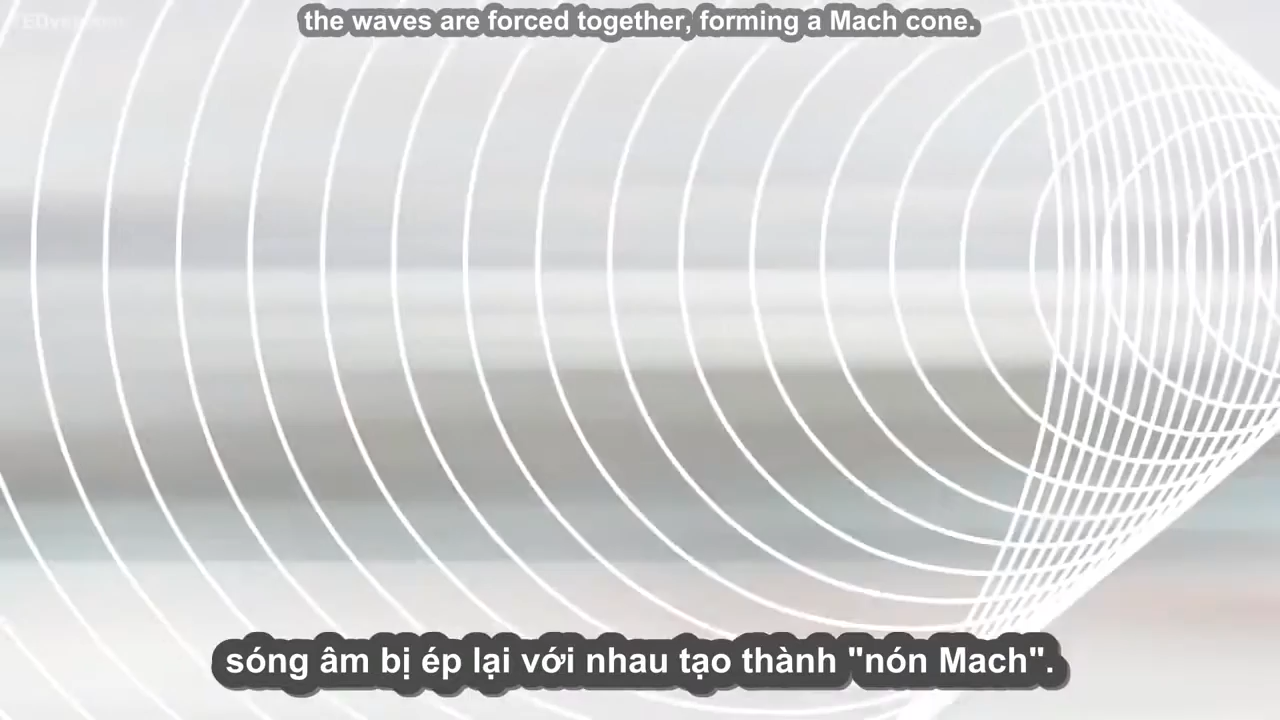 the waves are forced together, forming a Mach cone.
sóng âm bị ép lại với nhau tạo thành "nón Mach".